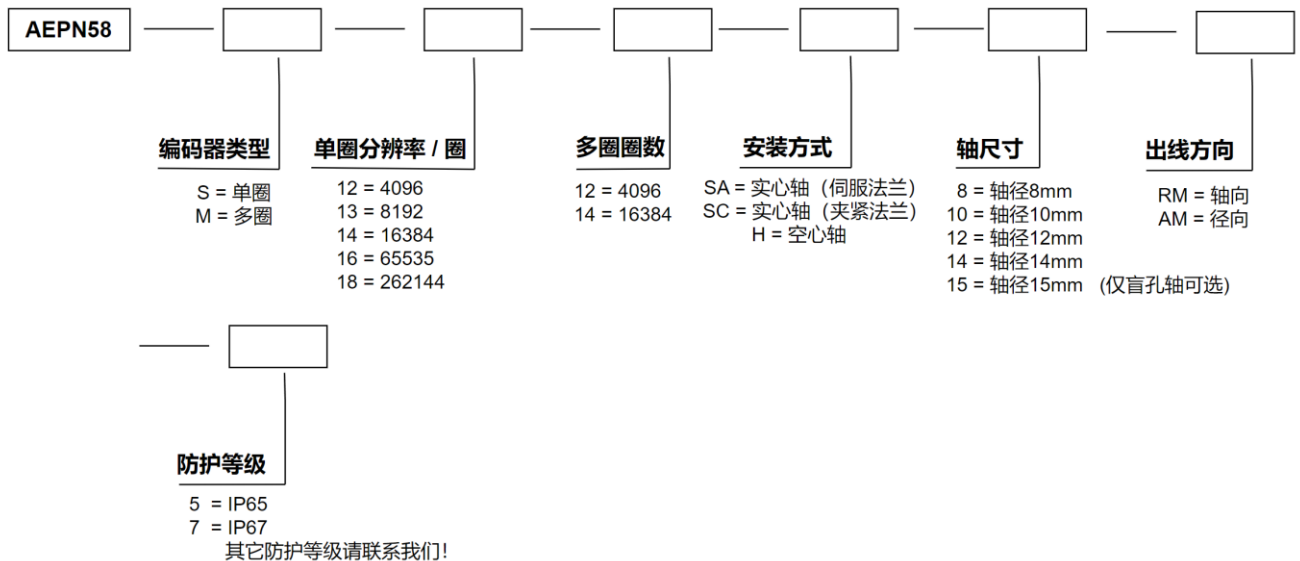 AEPN58
编码器类型
S = 单圈
M = 多圈
单圈分辨率 / 圈
12 = 4096
13 = 8192
14 = 16384
16 = 65535
18 = 262144
多圈圈数
12 = 4096
14 = 16384
安装方式
SA = 实心轴（伺服法兰）
SC = 实心轴（夹紧法兰）
H = 空心轴
轴尺寸
8 = 轴径8mm
10 = 轴径10mm
12 = 轴径12mm
14 = 轴径14mm
15 = 轴径15mm (仅盲孔轴可选)
出线方向
RM = 轴向
AM = 径向
防护等级
5 = IP65
7 = IP67
其它防护等级请联系我们！